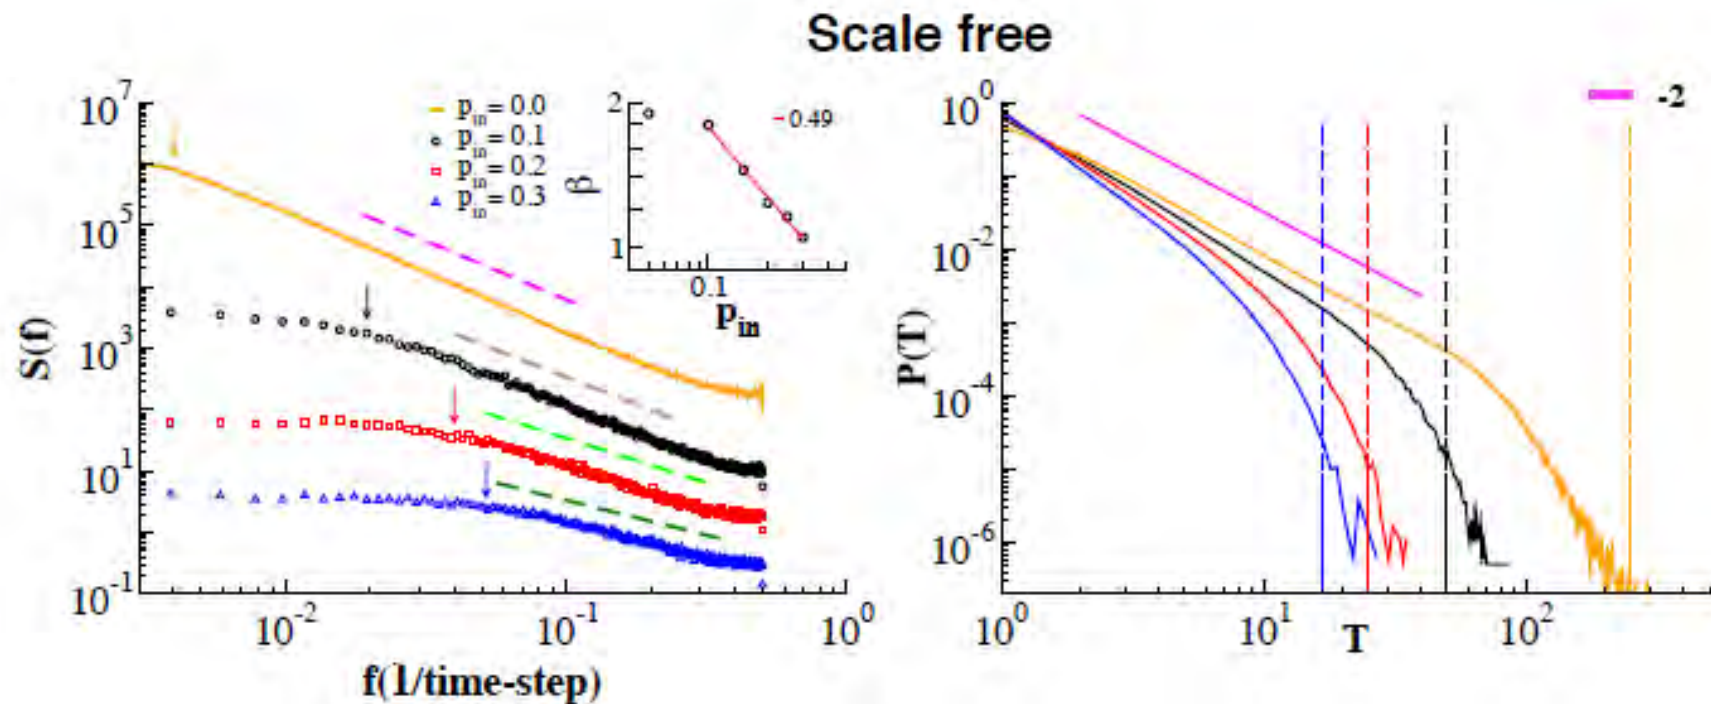 Scale free
10^7
10^5
10^3
10^1
10^-1
S(f)
p_in = 0.0
p_in = 0.1
p_in = 0.2
p_in = 0.3
2
1
β
0.1
p_in
-0.49
10^-2
10^-1
10^0
f(1/time-step)
-2
10^0
10^-2
10^-4
10^-6
P(T)
10^0
10^1
10^2
T